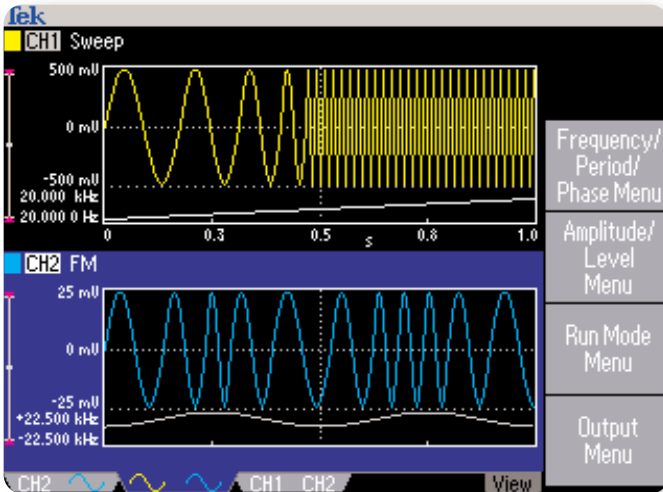 Tek
CH1 Sweep
500 mV
0 mV
-500 mV
20.000 kHz
20.000 0 Hz
0 0.3 0.5 s 0.8 1.0
CH2 FM
25 mV
0 mV
-25 mV
+22.500 kHz
-22.500 kHz
CH2 CH1 CH2 View
Frequency/
Period/
Phase Menu
Amplitude/
Level
Menu
Run Mode
Menu
Output
Menu